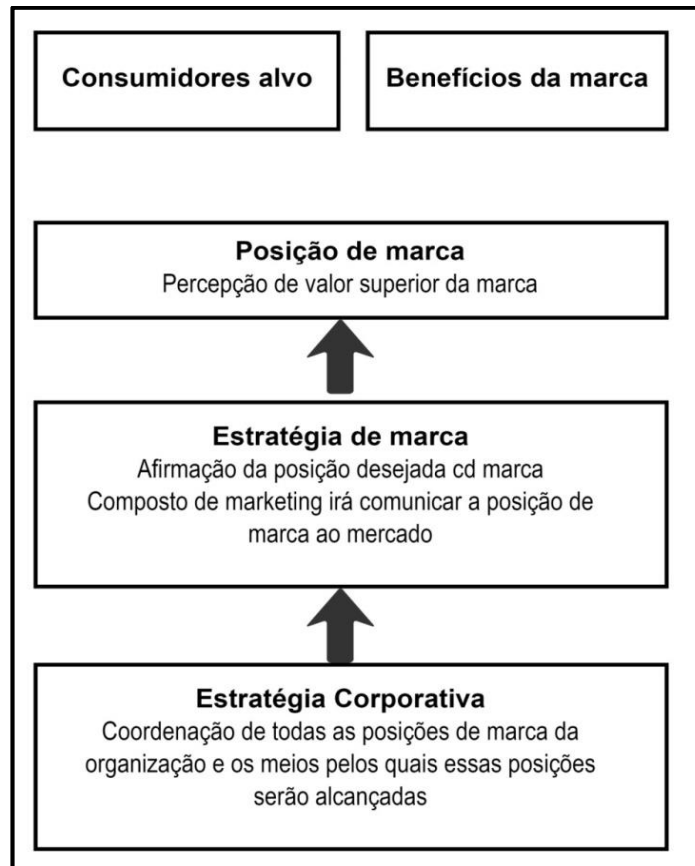 Consumidores alvo
Benefícios da marca
Posição de marca
Percepção de valor superior da marca
Estratégia de marca
Afirmação da posição desejada cd marca
Composto de marketing irá comunicar a posição de
marca ao mercado
Estratégia Corporativa
Coordenação de todas as posições de marca da
organização e os meios pelos quais essas posições
serão alcançadas